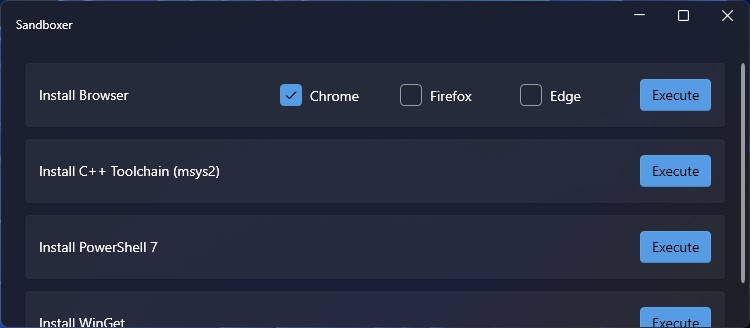 Sandboxer
Install Browser Chrome Firefox Edge Execute
Install C++ Toolchain (msys2) Execute
Install PowerShell 7 Execute
Install WinGet Execute